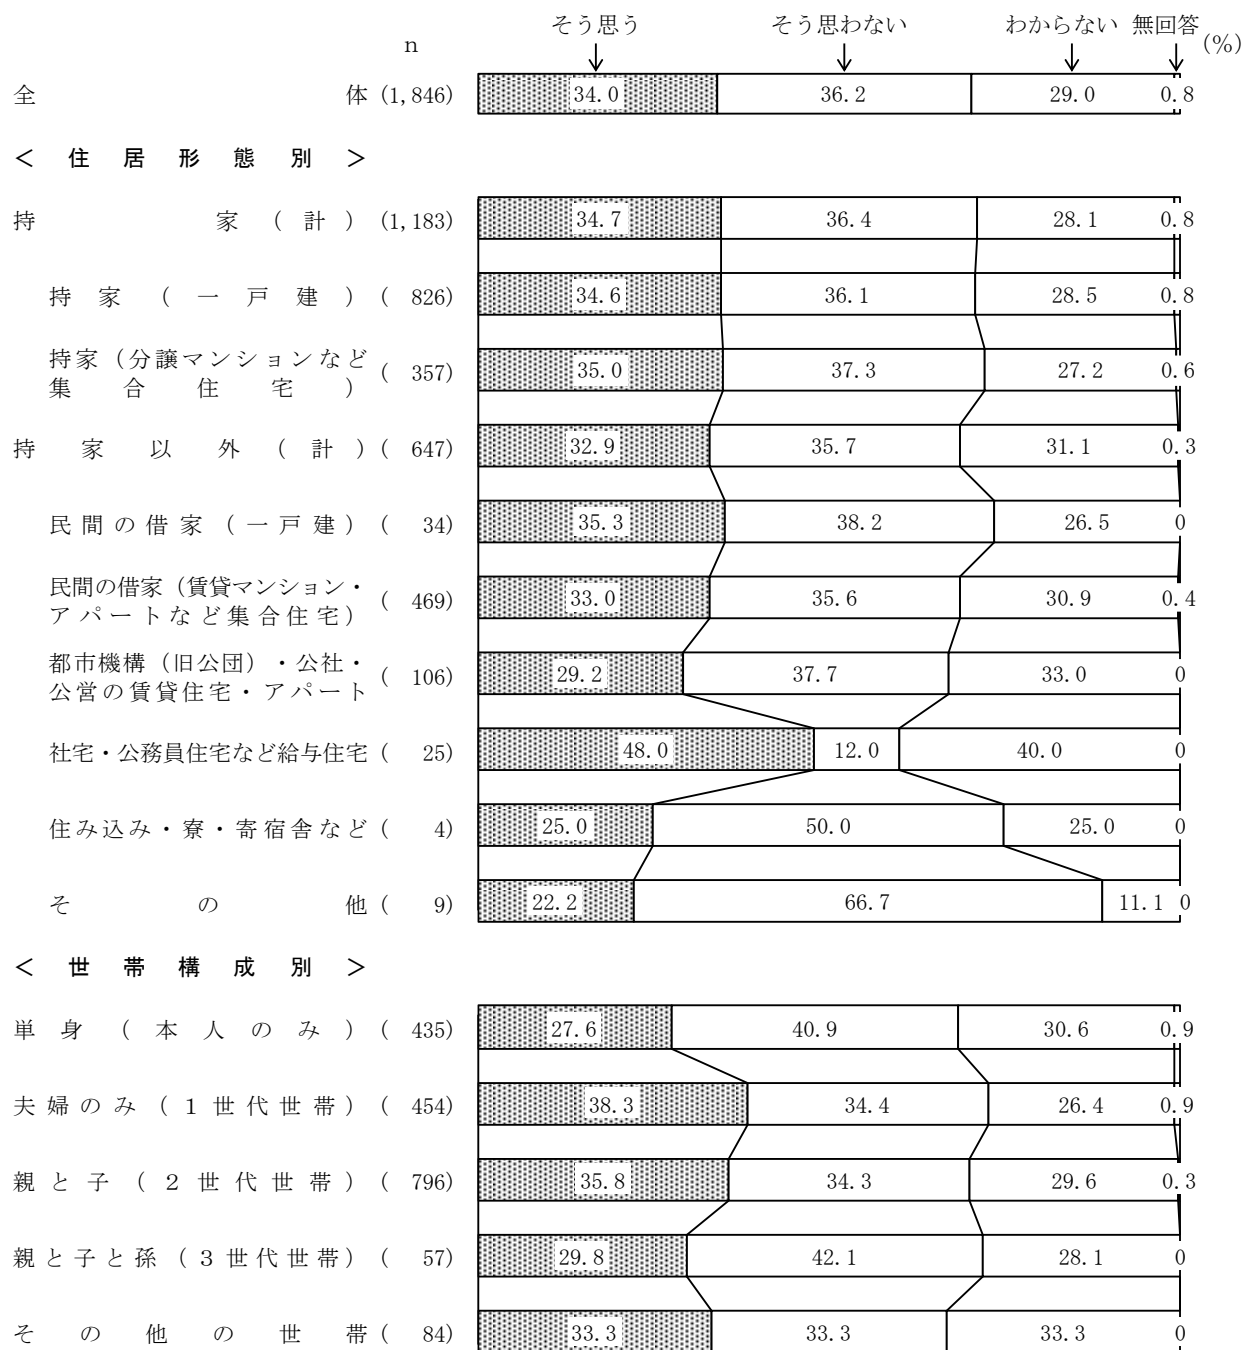 そう思う そう思わない わからない 無回答
n (%)
全体 (1,846) 34.0 36.2 29.0 0.8
＜住居形態別＞
持家（計） (1,183) 34.7 36.4 28.1 0.8
持家（一戸建） ( 826) 34.6 36.1 28.5 0.8
持家（分譲マンションなど
集合住宅） ( 357) 35.0 37.3 27.2 0.6
持家以外（計） ( 647) 32.9 35.7 31.1 0.3
民間の借家（一戸建） ( 34) 35.3 38.2 26.5 0
民間の借家（賃貸マンション・
アパートなど集合住宅） ( 469) 33.0 35.6 30.9 0.4
都市機構（旧公団）・公社・
公営の賃貸住宅・アパート ( 106) 29.2 37.7 33.0 0
社宅・公務員住宅など給与住宅 ( 25) 48.0 12.0 40.0 0
住み込み・寮・寄宿舎など ( 4) 25.0 50.0 25.0 0
その他 ( 9) 22.2 66.7 11.1 0
＜世帯構成別＞
単身（本人のみ） ( 435) 27.6 40.9 30.6 0.9
夫婦のみ（１世代世帯） ( 454) 38.3 34.4 26.4 0.9
親と子（２世代世帯） ( 796) 35.8 34.3 29.6 0.3
親と子と孫（３世代世帯） ( 57) 29.8 42.1 28.1 0
その他の世帯 ( 84) 33.3 33.3 33.3 0